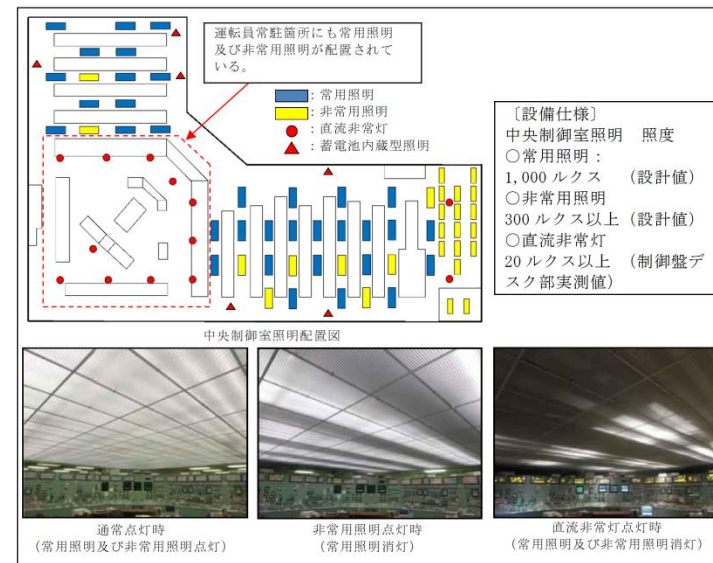 運転員常駐箇所にも常用照明
及び非常用照明が配置されて
いる。
：常用照明
：非常用照明
：直流非常灯
：蓄電池内蔵型照明
〔設備仕様〕
中央制御室照明　照度
○常用照明：
1,000 ルクス　（設計値）
○非常用照明
300 ルクス以上（設計値）
○直流非常灯
20 ルクス以上　（制御盤デ
スク部実測値）
中央制御室照明配置図
通常点灯時
（常用照明及び非常用照明点灯）
非常用照明点灯時
（常用照明消灯）
直流非常灯点灯時
（常用照明及び非常用照明消灯）